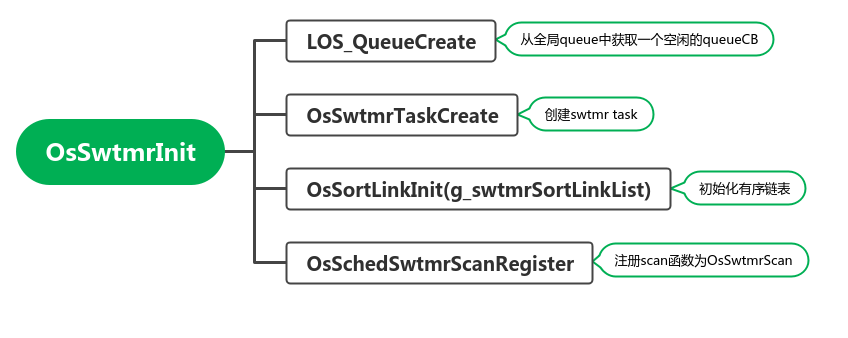 OsSwtmrInit
LOS_QueueCreate
从全局queue中获取一个空闲的queueCB
OsSwtmrTaskCreate
创建swtmr task
OsSortLinkInit(g_swtmrSortLinkList)
初始化有序链表
OsSchedSwtmrScanRegister
注册scan函数为OsSwtmrScan